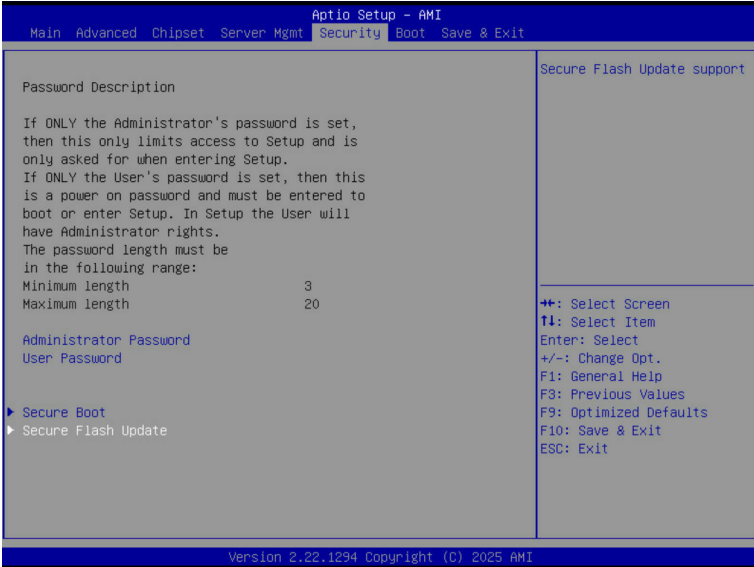 Aptio Setup – AMI
Main Advanced Chipset Server Mgmt Security Boot Save & Exit
Password Description
If ONLY the Administrator's password is set,
then this only limits access to Setup and is
only asked for when entering Setup.
If ONLY the User's password is set, then this
is a power on password and must be entered to
boot or enter Setup. In Setup the User will
have Administrator rights.
The password length must be
in the following range:
Minimum length 3
Maximum length 20
Administrator Password
User Password
Secure Boot
Secure Flash Update
Secure Flash Update support
→←: Select Screen
↑↓: Select Item
Enter: Select
+/-: Change Opt.
F1: General Help
F3: Previous Values
F9: Optimized Defaults
F10: Save & Exit
ESC: Exit
Version 2.22.1294 Copyright (C) 2025 AMI